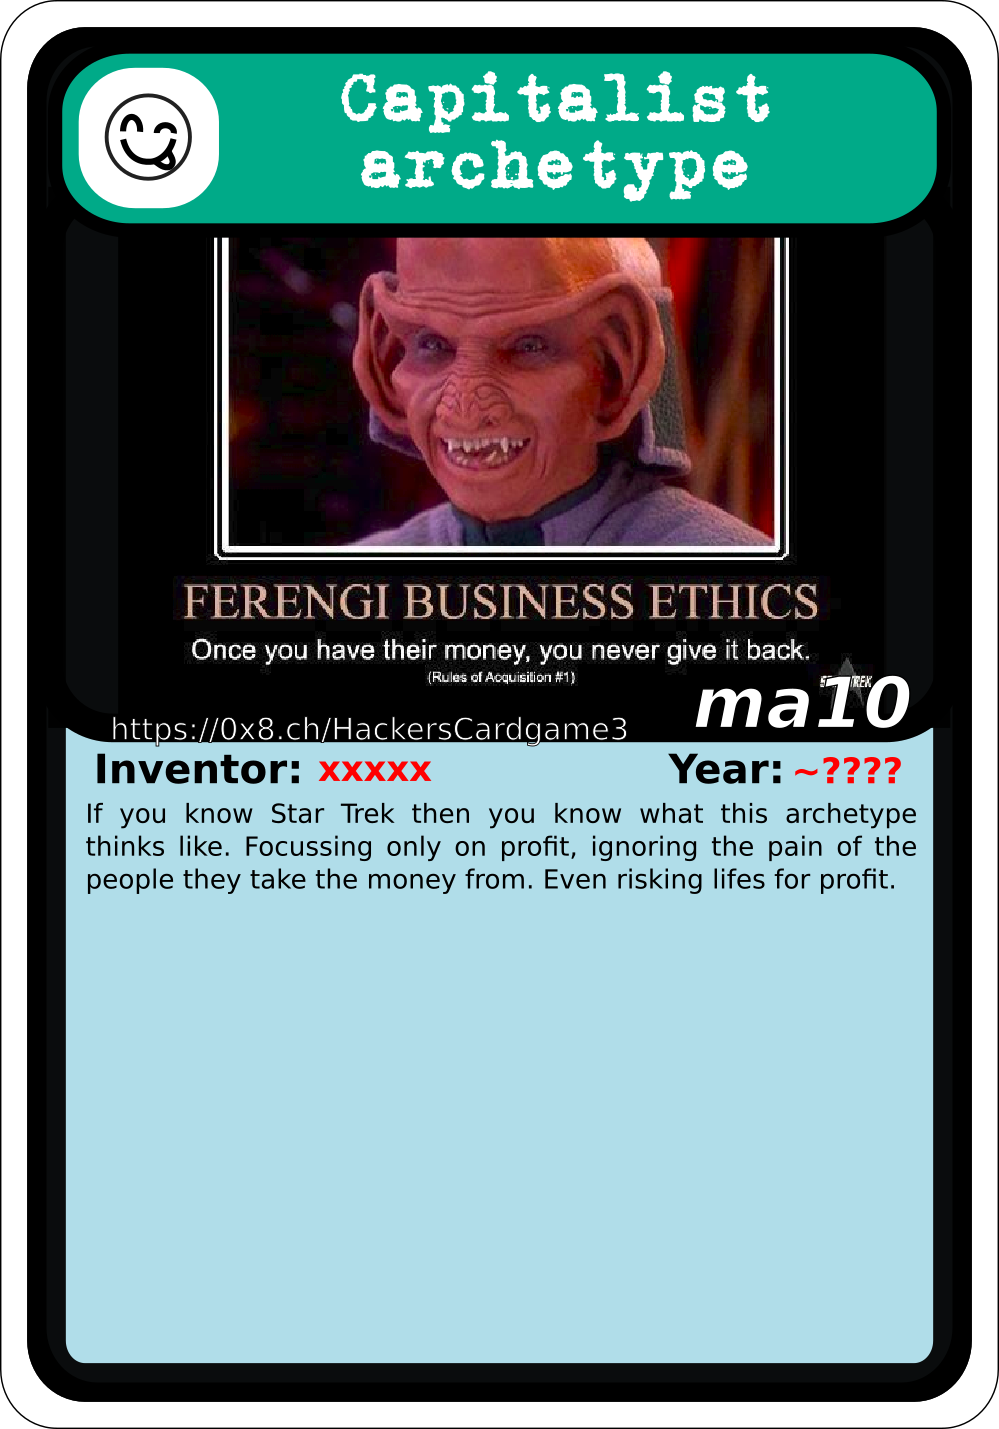 Capitalist
archetype
FERENGI BUSINESS ETHICS
Once you have their money, you never give it back.
(Rules of Acquisition #1)
STAR TREK
ma10
https://0x8.ch/HackersCardgame3
Inventor: xxxxx Year: ~????
If you know Star Trek then you know what this archetype
thinks like. Focussing only on profit, ignoring the pain of the
people they take the money from. Even risking lifes for profit.